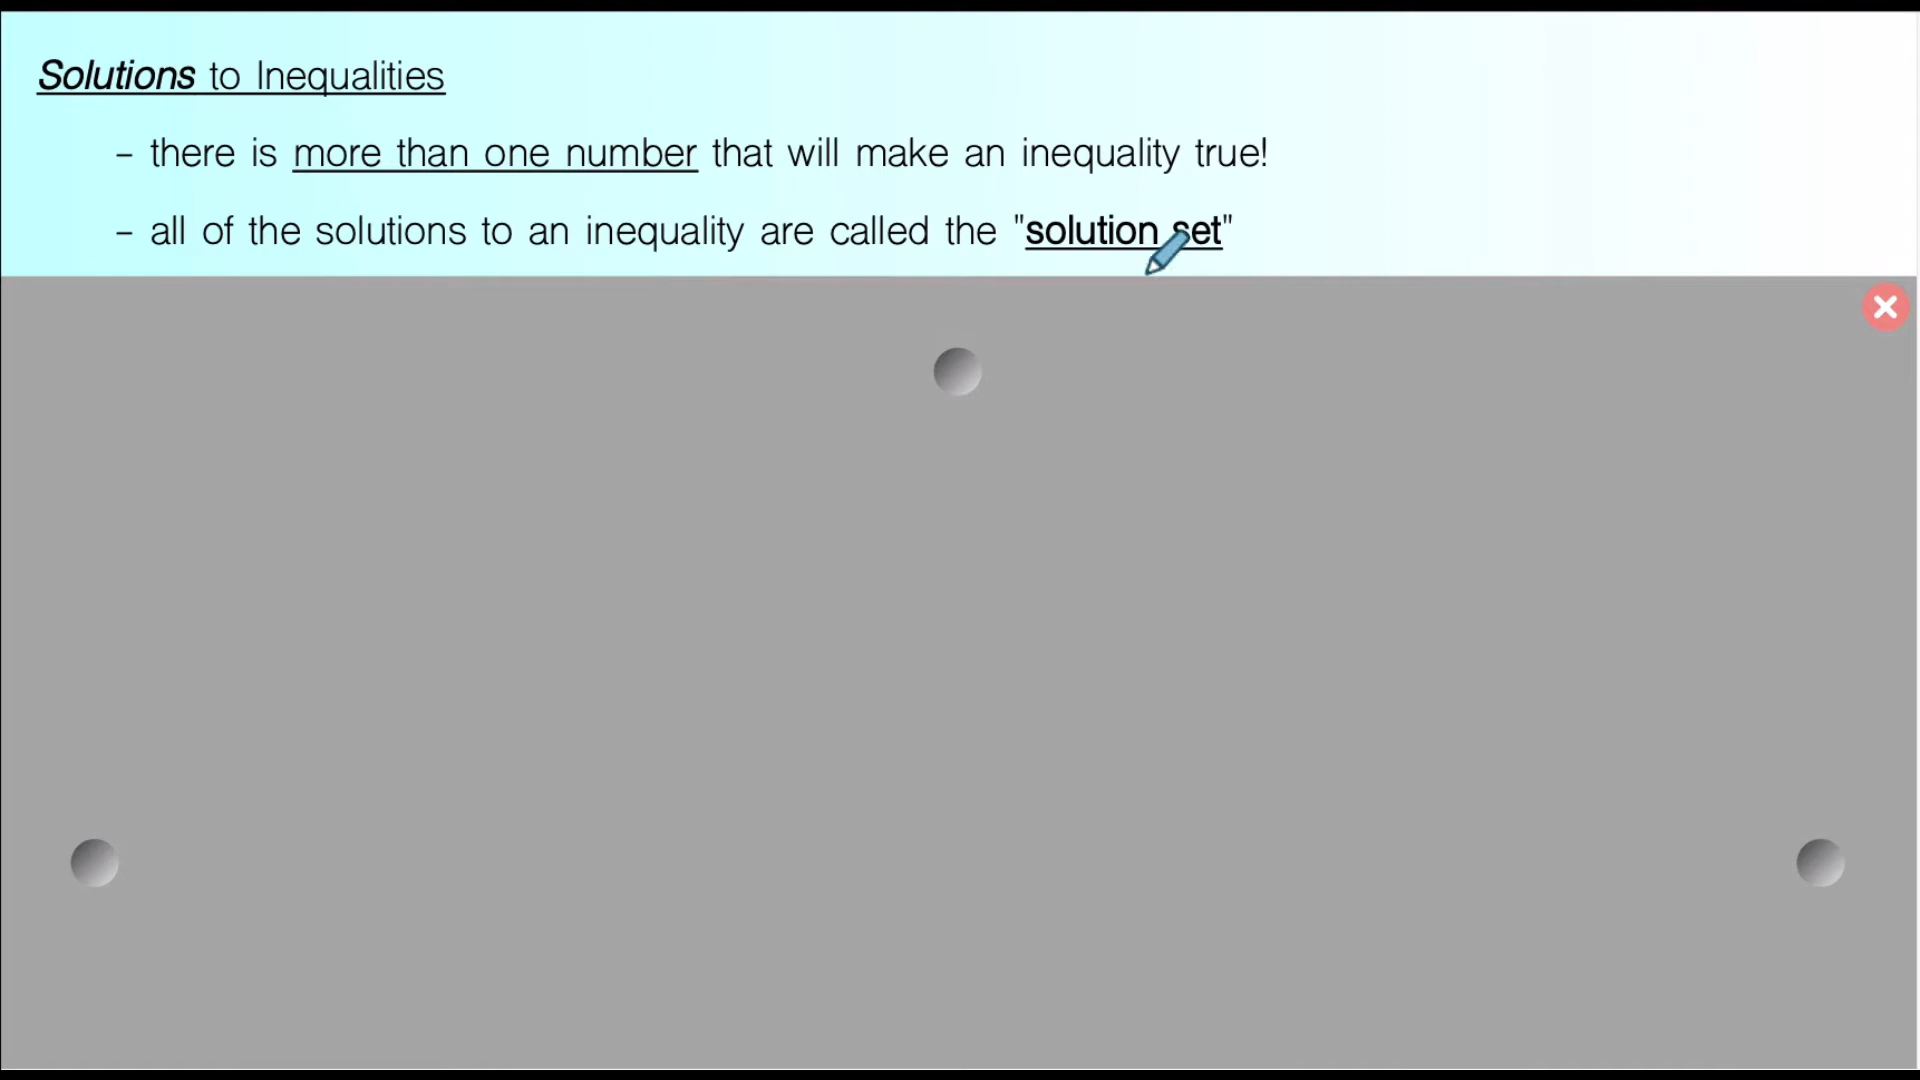 Solutions to Inequalities
– there is more than one number that will make an inequality true!
– all of the solutions to an inequality are called the "solution set"